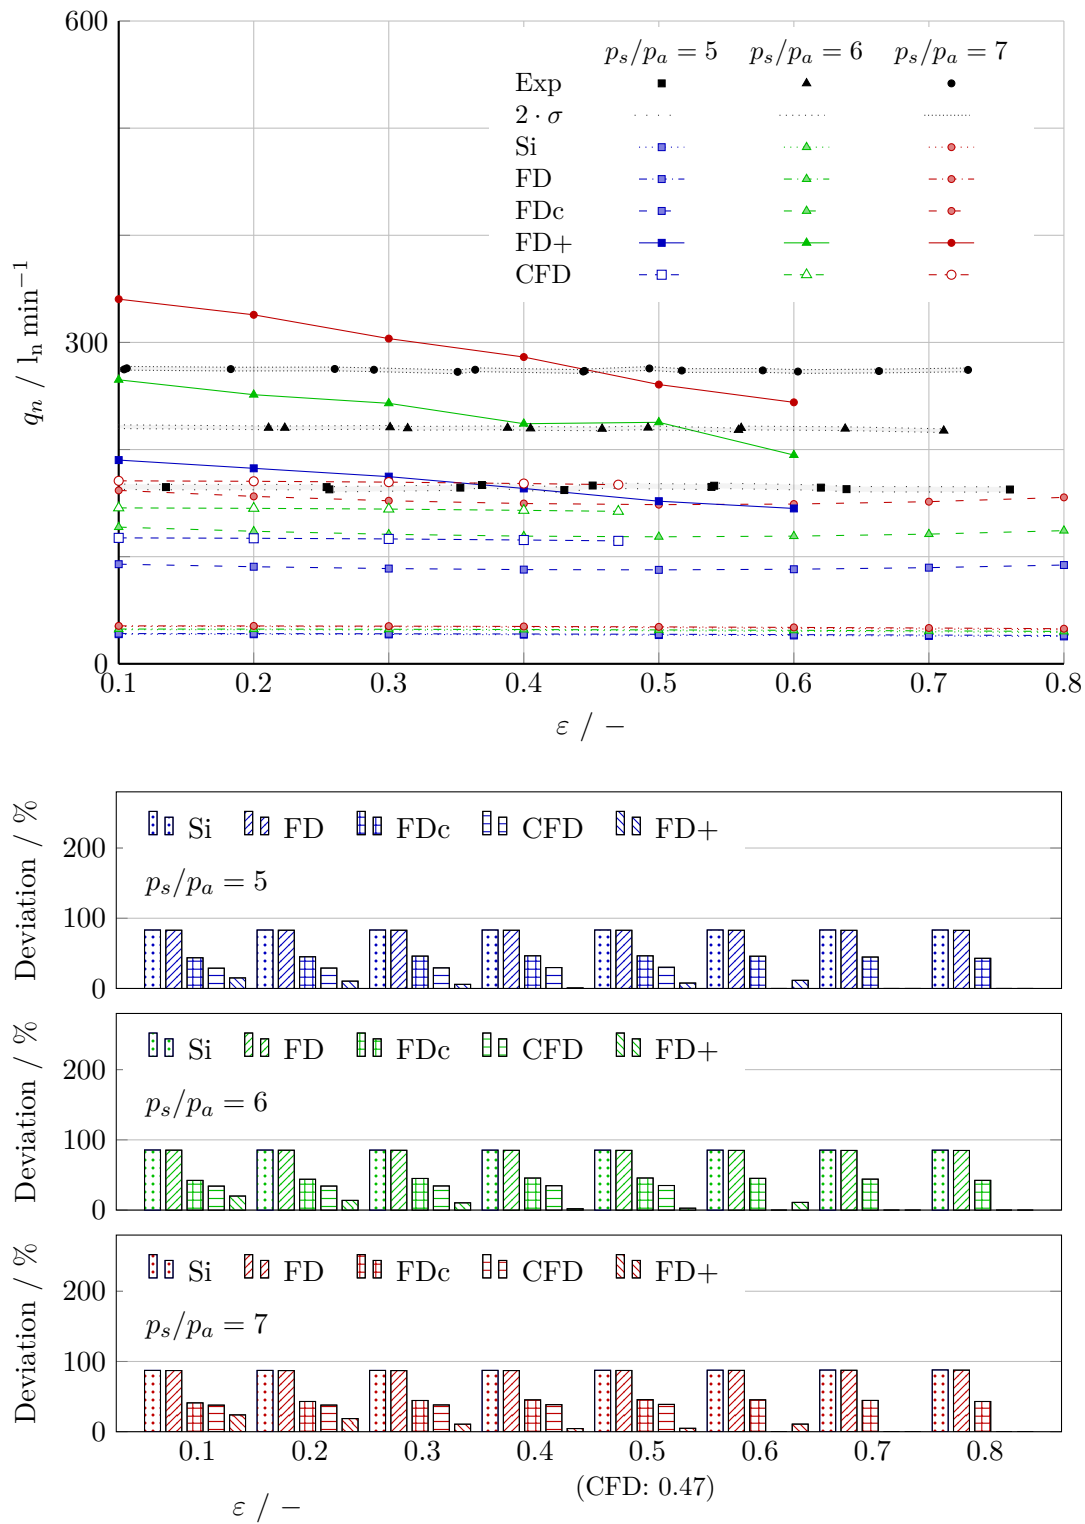 600
p_s/p_a = 5 p_s/p_a = 6 p_s/p_a = 7
Exp
2 · σ
Si
FD
FDc
FD+
CFD
q_n / l_n min⁻¹
300
0
0.1 0.2 0.3 0.4 0.5 0.6 0.7 0.8
ε / −
Deviation / %
Si FD FDc CFD FD+
200
p_s/p_a = 5
100
0
Deviation / %
Si FD FDc CFD FD+
200
p_s/p_a = 6
100
0
Deviation / %
Si FD FDc CFD FD+
200
p_s/p_a = 7
100
0
0.1 0.2 0.3 0.4 0.5 0.6 0.7 0.8
(CFD: 0.47)
ε / −